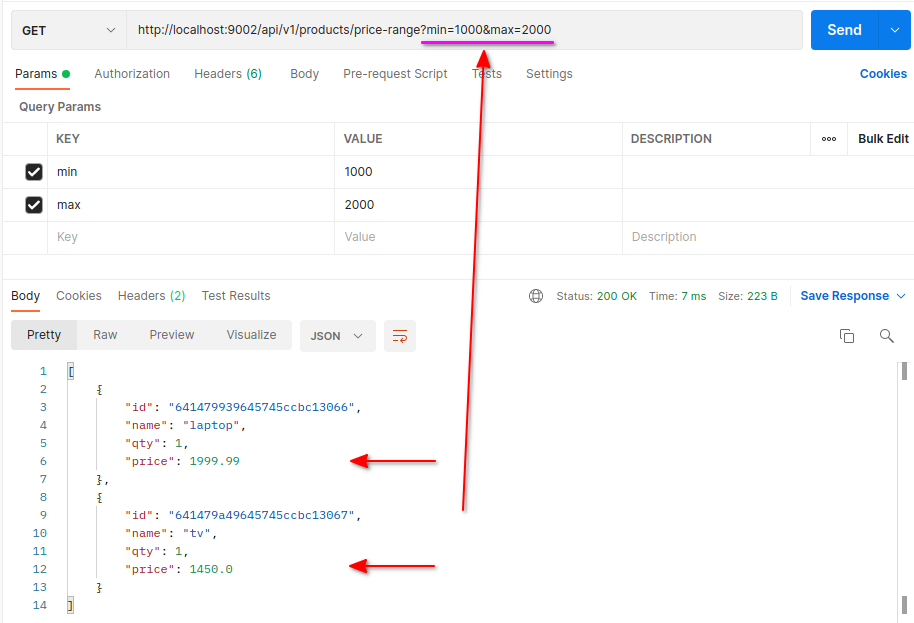 GET http://localhost:9002/api/v1/products/price-range?min=1000&max=2000 Send
Params Authorization Headers (6) Body Pre-request Script Tests Settings Cookies
Query Params
KEY VALUE DESCRIPTION ooo Bulk Edit
min 1000
max 2000
Key Value Description
Body Cookies Headers (2) Test Results Status: 200 OK Time: 7 ms Size: 223 B Save Response
Pretty Raw Preview Visualize JSON
1 [
2 {
3 "id": "641479939645745ccbc13066",
4 "name": "laptop",
5 "qty": 1,
6 "price": 1999.99
7 },
8 {
9 "id": "641479a49645745ccbc13067",
10 "name": "tv",
11 "qty": 1,
12 "price": 1450.0
13 }
14 ]